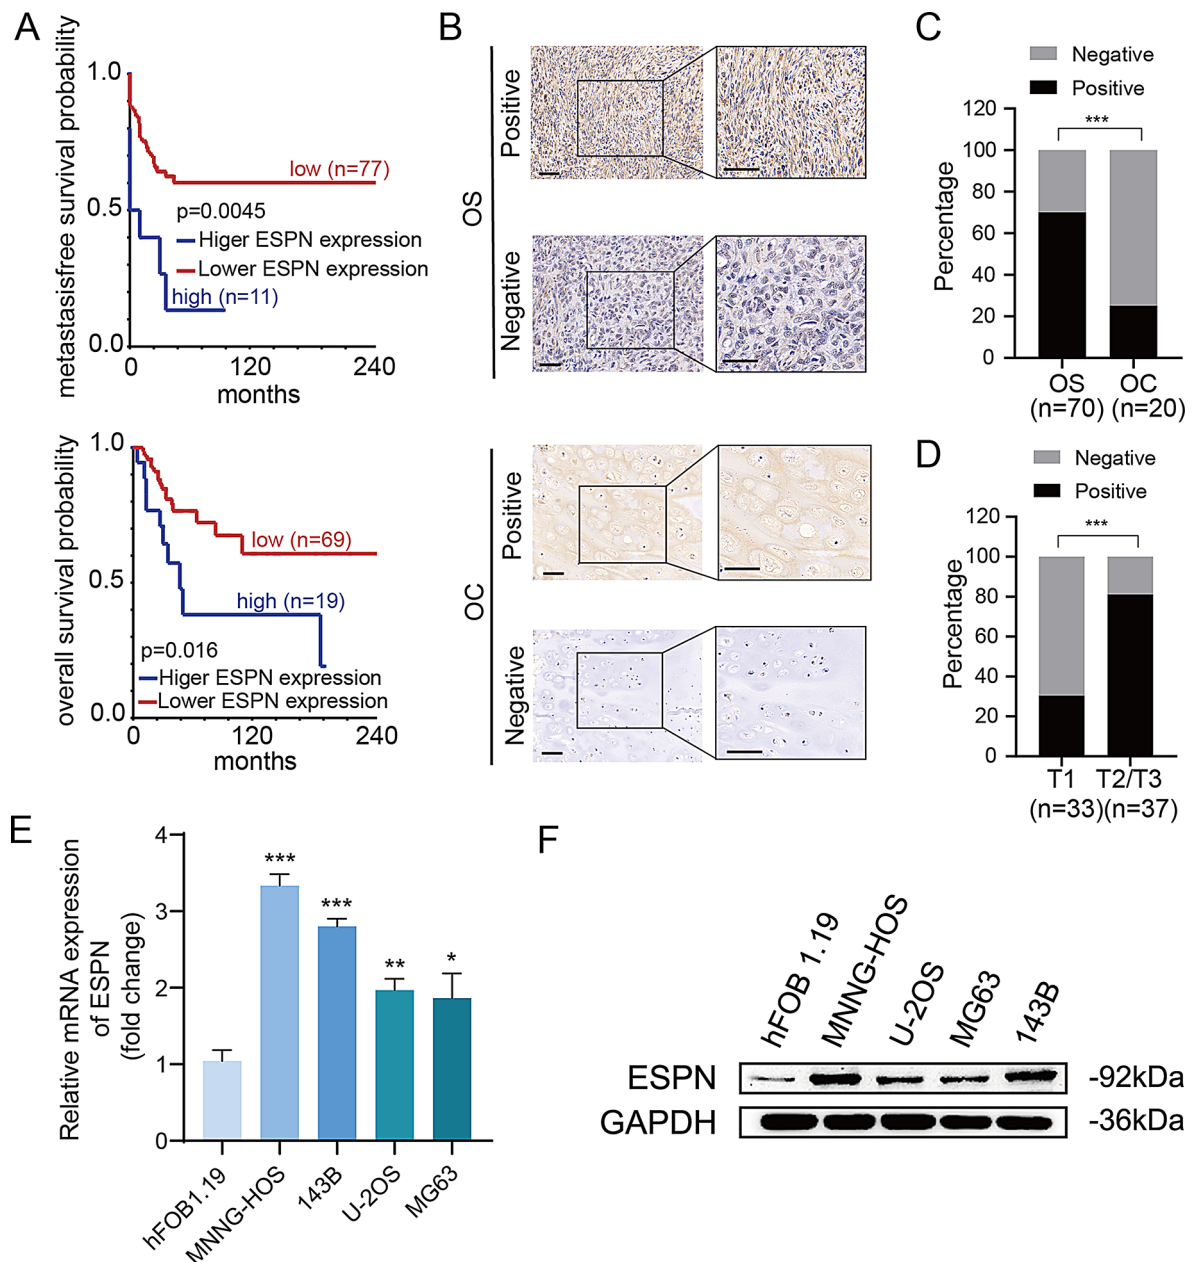 A
metastasisfree survival probability
1.0
0.5
0.0
low (n=77)
p=0.0045
Higer ESPN expression
Lower ESPN expression
high (n=11)
0
120
240
months
overall survival probability
1.0
0.5
0.0
low (n=69)
high (n=19)
p=0.016
Higer ESPN expression
Lower ESPN expression
0
120
240
months
B
OS
Positive
Negative
OC
Positive
Negative
C
Negative
Positive
Percentage
120
100
80
60
40
20
0
***
OS
OC
(n=70)
(n=20)
D
Negative
Positive
Percentage
120
100
80
60
40
20
0
***
T1
T2/T3
(n=33)
(n=37)
E
Relative mRNA expression
of ESPN
(fold change)
4
3
2
1
0
***
***
**
*
hFOB1.19
MNNG-HOS
143B
U-2OS
MG63
F
hFOB 1.19
MNNG-HOS
U-2OS
MG63
143B
ESPN
-92kDa
GAPDH
-36kDa